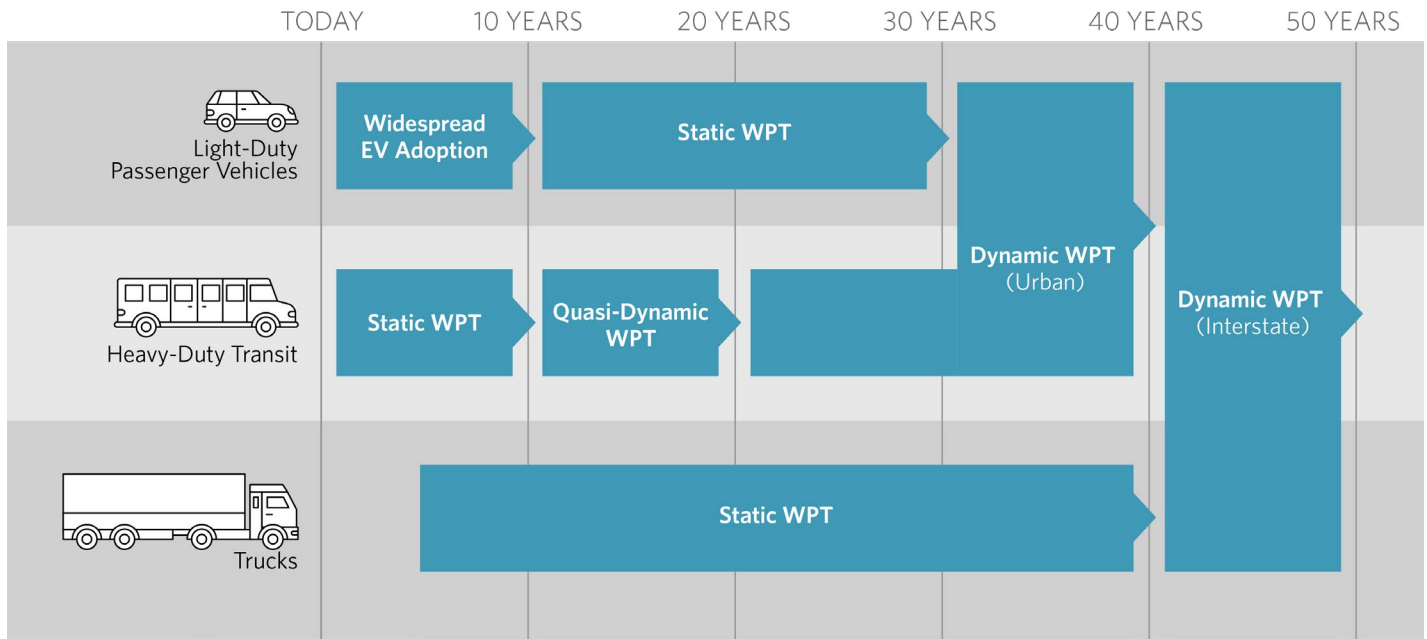 TODAY
10 YEARS
20 YEARS
30 YEARS
40 YEARS
50 YEARS
Light-Duty
Passenger Vehicles
Widespread
EV Adoption
Static WPT
Heavy-Duty Transit
Static WPT
Quasi-Dynamic
WPT
Dynamic WPT
(Urban)
Dynamic WPT
(Interstate)
Trucks
Static WPT